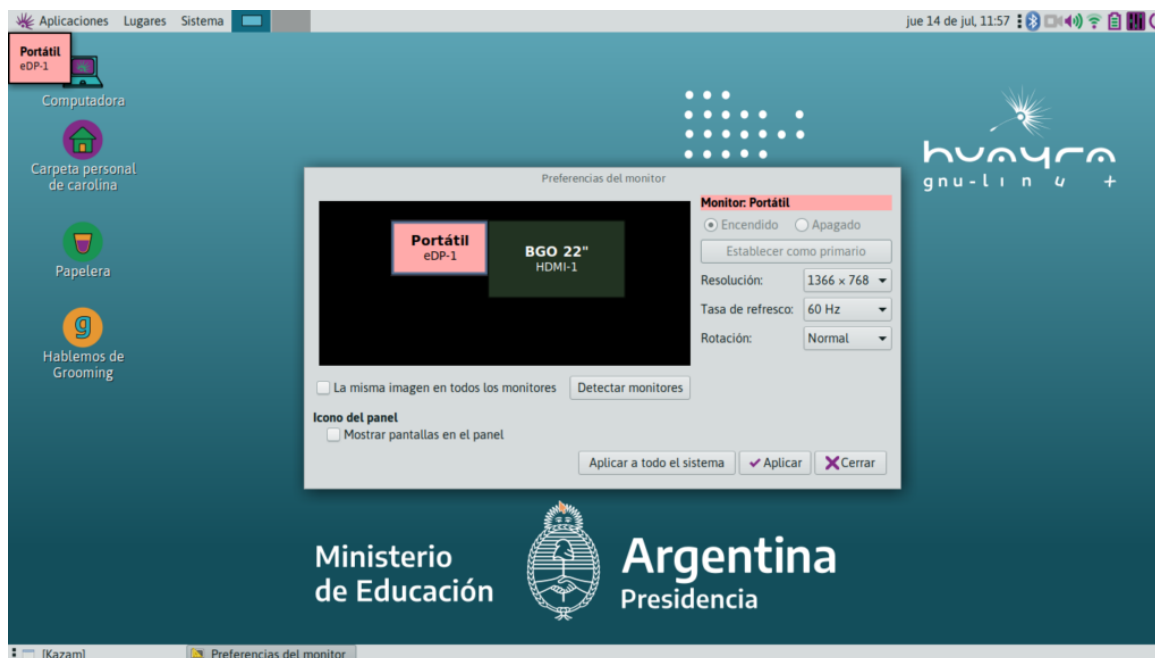 Aplicaciones Lugares Sistema
jue 14 de jul, 11:57
Portátil
eDP-1
Computadora
Carpeta personal
de carolina
Papelera
Hablemos de
Grooming
huayra
gnu-linux +
Preferencias del monitor
Portátil
eDP-1
BGO 22"
HDMI-1
Monitor: Portátil
Encendido Apagado
Establecer como primario
Resolución: 1366 × 768
Tasa de refresco: 60 Hz
Rotación: Normal
La misma imagen en todos los monitores Detectar monitores
Icono del panel
Mostrar pantallas en el panel
Aplicar a todo el sistema Aplicar Cerrar
Ministerio
de Educación
Argentina
Presidencia
[Kazam] Preferencias del monitor